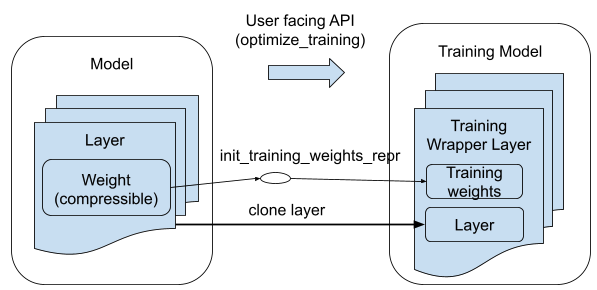 User facing API
(optimize_training)
Model
Training Model
Layer
Weight
(compressible)
init_training_weights_repr
clone layer
Training
Wrapper Layer
Training
weights
Layer